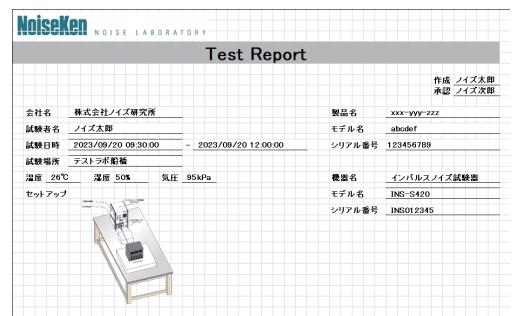 NoiseKen NOISE LABORATORY
Test Report
作成 ノイズ太郎
承認 ノイズ次郎
会社名 株式会社ノイズ研究所 製品名 xxx-yyy-zzz
試験者名 ノイズ太郎 モデル名 abcdef
試験日時 2023/09/20 09:30:00 - 2023/09/20 12:00:00 シリアル番号 123456789
試験場所 テストラボ船橋
温度 26℃ 湿度 50% 気圧 95kPa 機器名 インパルスノイズ試験器
セットアップ モデル名 INS-S420
シリアル番号 INS012345